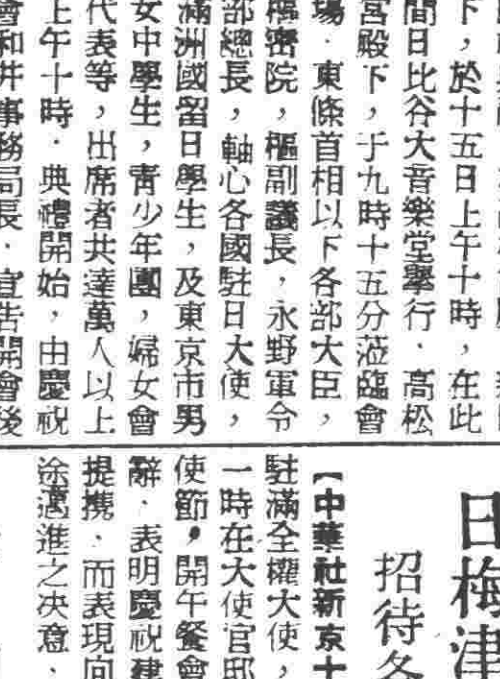 下，於十五日上午十時，在此
間日比谷大音樂堂舉行．高松
宮殿下，于九時十五分蒞臨會
場．東條首相以下各部大臣，
樞密院，樞副議長，永野軍令
部總長，軸心各國駐日大使，
滿洲國留日學生，及東京市男
女中學生，青少年團，婦女會
代表等，出席者共達萬人以上
上午十時．典禮開始，由慶祝
會和井事務局長．宣告開會後
日梅津
招待各
【中華社新京十
駐滿全權大使，
一時在大使官邸
使節，開午餐會
辭．表明慶祝建
提携．而表現向
途邁進之决意．